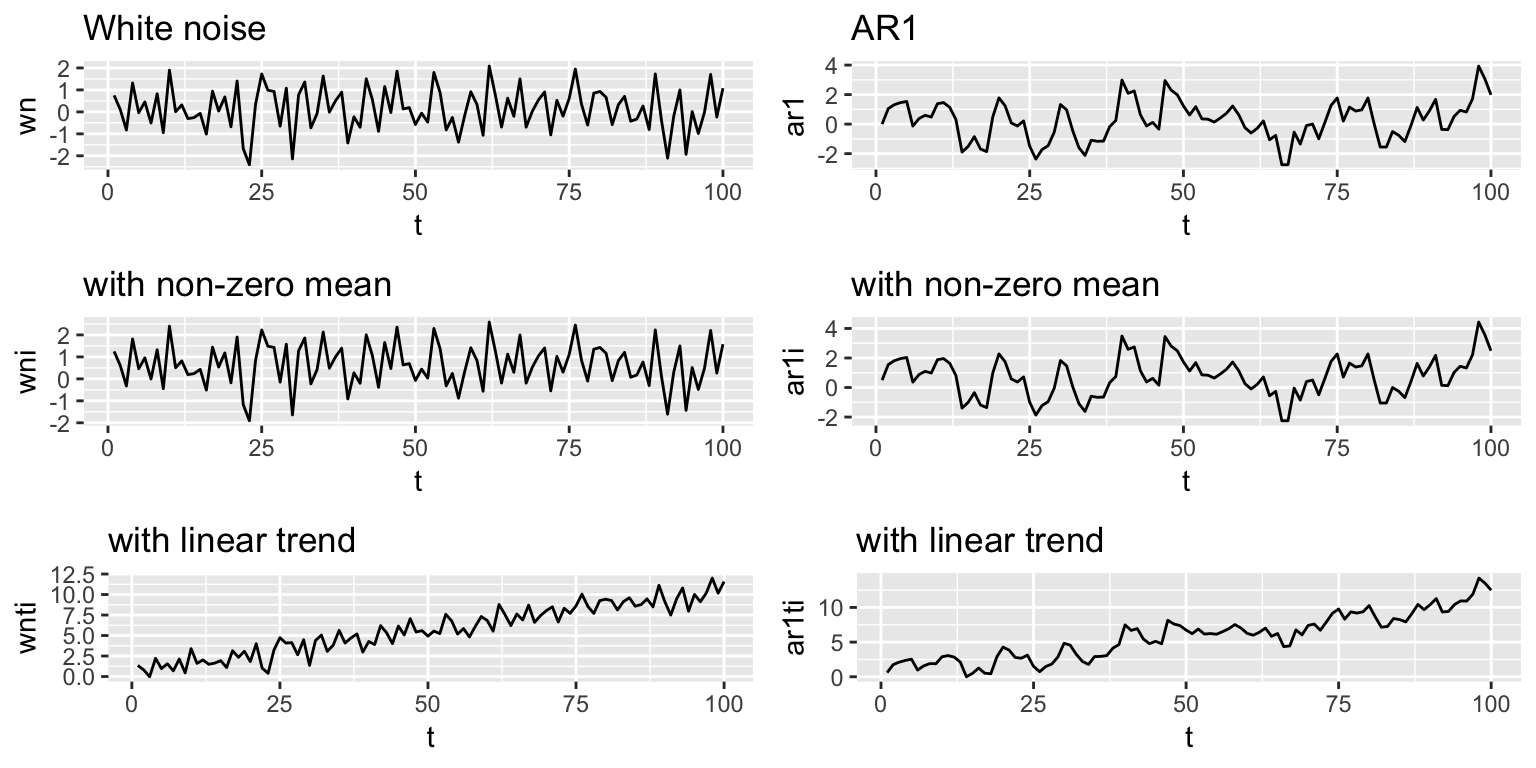 White noise
wn
2
1
0
-1
-2
0 25 50 75 100
t
AR1
ar1
4
2
0
-2
0 25 50 75 100
t
with non-zero mean
wni
2
1
0
-1
-2
0 25 50 75 100
t
with non-zero mean
ar1i
4
2
0
-2
0 25 50 75 100
t
with linear trend
wnti
12.5
10.0
7.5
5.0
2.5
0.0
0 25 50 75 100
t
with linear trend
ar1ti
10
5
0
0 25 50 75 100
t